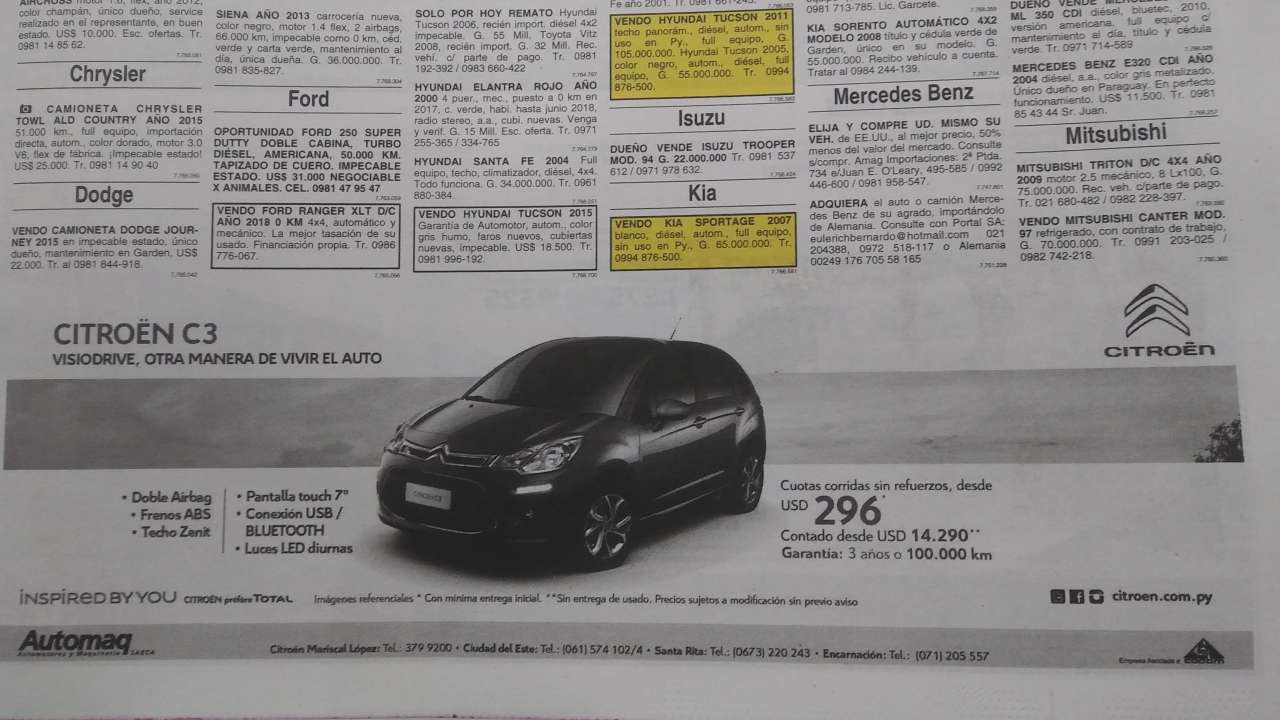 color champán, único dueño, service
realizado en el representante, en buen
estado. US$ 10.000. Esc. ofertas. Tr.
0981 14 85 62.
Chrysler
CAMIONETA CHRYSLER
TOWL ALD COUNTRY AÑO 2015
51.000 km., full equipo, importación
directa, autom., color dorado, motor 3.0
V6, flex de fábrica. ¡Impecable estado!
US$ 25.000. Tr. 0981 14 90 40
Dodge
VENDO CAMIONETA DODGE JOUR-
NEY 2015 en impecable estado, único
dueño, mantenimiento en Garden, US$
22.000. Tr. al 0981 844-918.
SIENA AÑO 2013 carrocería nueva,
color negro, motor 1.4 flex, 2 airbags,
66.000 km, impecable como 0 km, céd.
verde y carta verde, mantenimiento al
día, única dueña. G. 36.000.000. Tr.
0981 835-827.
Ford
OPORTUNIDAD FORD 250 SUPER
DUTTY DOBLE CABINA, TURBO
DIÉSEL, AMERICANA, 50.000 KM.
TAPIZADO DE CUERO. IMPECABLE
ESTADO. US$ 31.000 NEGOCIABLE
X ANIMALES. CEL. 0981 47 95 47
VENDO FORD RANGER XLT D/C
AÑO 2018 0 KM 4x4, automático y
mecánico. La mejor tasación de su
usado. Financiación propia. Tr. 0986
776-067.
SOLO POR HOY REMATO Hyundai
Tucson 2006, recién import. diésel 4x2
impecable. G. 55 Mill. Toyota Vitz
2008, recién import. G. 32 Mill. Rec.
vehí. c/ parte de pago. Tr. 0981
192-392 / 0983 660-422
HYUNDAI ELANTRA ROJO AÑO
2000 4 puer., mec., puesto a 0 km en
2017, c. verde, habi. hasta junio 2018,
radio stereo, a.a., cubi. nuevas. Venga
y verif. G. 15 Mill. Esc. oferta. Tr. 0971
255-365 / 334-765
HYUNDAI SANTA FE 2004 Full
equipo, techo, climatizador, diésel, 4x4.
Todo funciona. G. 34.000.000. Tr. 0961
880-384.
VENDO HYUNDAI TUCSON 2015
Garantía de Automotor, autom., color
gris humo, faros nuevos, cubiertas
nuevas, impecable. US$ 18.500. Tr.
0981 996-192.
Fe año 2001. Tr. 0981 661-245.
VENDO HYUNDAI TUCSON 2011
techo panorám., diésel, autom., sin
uso en Py., full equipo, G.
105.000.000. Hyundai Tucson 2005,
color negro, autom., diésel, full
equipo, G. 55.000.000. Tr. 0994
876-500.
Isuzu
DUEÑO VENDE ISUZU TROOPER
MOD. 94 G. 22.000.000 Tr. 0981 537
612 / 0971 978 632.
Kia
VENDO KIA SPORTAGE 2007
blanco, diésel, autom., full equipo,
sin uso en Py., G. 65.000.000. Tr.
0994 876-500.
0981 713-785. Lic. Garcete.
KIA SORENTO AUTOMÁTICO 4X2
MODELO 2008 título y cédula verde de
Garden, único en su modelo. G.
55.000.000. Recibo vehículo a cuenta.
Tratar al 0984 244-139.
Mercedes Benz
ELIJA Y COMPRE UD. MISMO SU
VEH. de EE.UU., al mejor precio, 50%
menos del valor del mercado. Consulte
s/compr. Amag Importaciones: 2ª Ptda.
734 e/Juan E. O'Leary, 495-585 / 0992
446-600 / 0981 958-547.
ADQUIERA el auto o camión Merce-
des Benz de su agrado, importándolo
de Alemania. Consulte con Portal SA:
eulerichbernardo@hotmail.com 021
204388, 0972 518-117 o Alemania
00249 176 705 58 165
ML 350 CDI diésel, bluetec, 2010,
versión americana, full equipo c/
mantenimiento al día, título y cédula
verde. Tr. 0971 714-589
MERCEDES BENZ E320 CDI AÑO
2004 diésel, a.a., color gris metalizado.
Único dueño en Paraguay. En perfecto
funcionamiento. US$ 11.500. Tr. 0981
85 43 44 Sr. Juan.
Mitsubishi
MITSUBISHI TRITON D/C 4X4 AÑO
2009 motor 2.5 mecánico, 8 Lx100, G.
75.000.000. Rec. veh. c/parte de pago.
Tr. 021 680-482 / 0982 228-397.
VENDO MITSUBISHI CANTER MOD.
97 refrigerado, con contrato de trabajo,
G. 70.000.000. Tr. 0991 203-025 /
0982 742-218.
CITROËN C3
VISIODRIVE, OTRA MANERA DE VIVIR EL AUTO
CITROËN
• Doble Airbag
• Frenos ABS
• Techo Zenit
• Pantalla touch 7"
• Conexión USB /
BLUETOOTH
• Luces LED diurnas
Cuotas corridas sin refuerzos, desde
USD 296*
Contado desde USD 14.290**
Garantía: 3 años o 100.000 km
INSPIRED BY YOU CITROËN préfère TOTAL
Imágenes referenciales * Con mínima entrega inicial. **Sin entrega de usado. Precios sujetos a modificación sin previo aviso
citroen.com.py
Automaq
Automotores y Maquinaria SAECA
Citroën Mariscal López: Tel.: 379 9200 • Ciudad del Este: Tel.: (061) 574 102/4 • Santa Rita: Tel.: (0673) 220 243 • Encarnación: Tel.: (071) 205 557
Empresa Asociada a